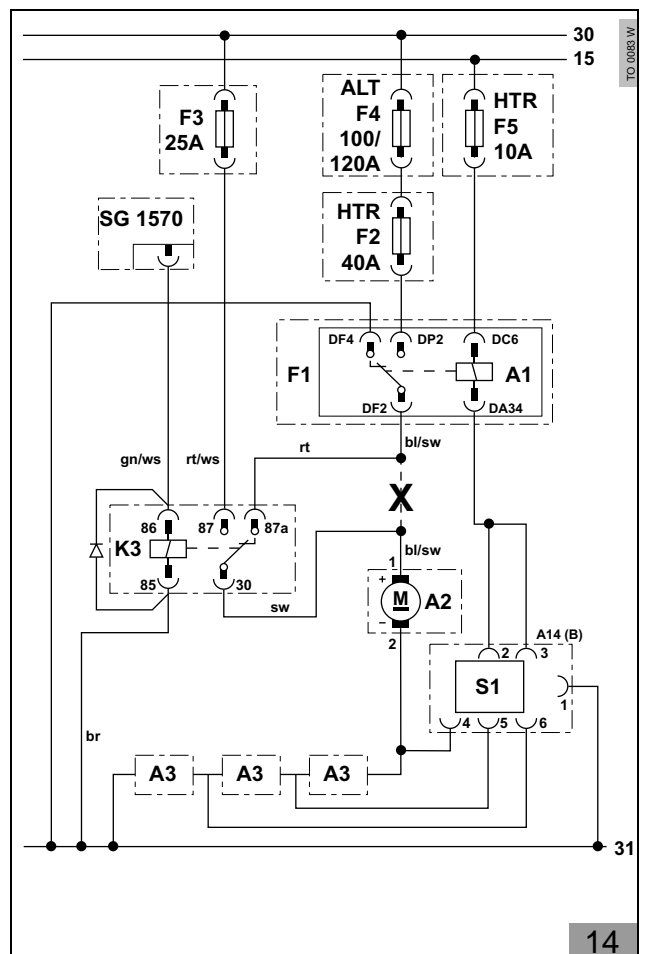 30
15
TO 0083 W
F3
25A
ALT
F4
100/
120A
HTR
F5
10A
SG 1570
HTR
F2
40A
DF4
DP2
DC6
F1
A1
DF2
DA34
gn/ws
rt/ws
rt
bl/sw
X
86
87
87a
K3
85
30
sw
1
bl/sw
+
M
A2
–
2
A14 (B)
2
3
S1
1
4
5
6
br
A3
A3
A3
31
14